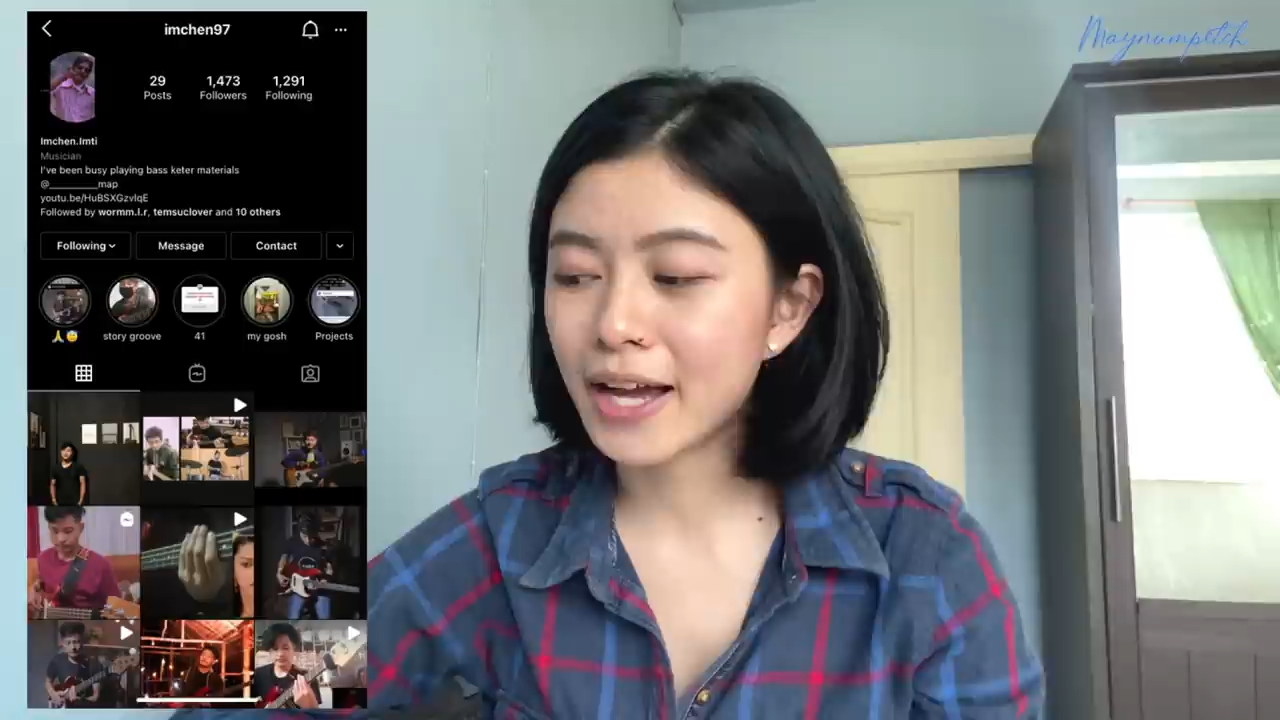 Maynumpetch
imchen97
29 1,473 1,291
Posts Followers Following
Imchen.Imti
Musician
I've been busy playing bass keter materials
@_________map
youtu.be/HuBSXGzvIqE
Followed by wormm.l.r, temsuclover and 10 others
Following Message Contact
🙏😇 story groove 41 my gosh Projects